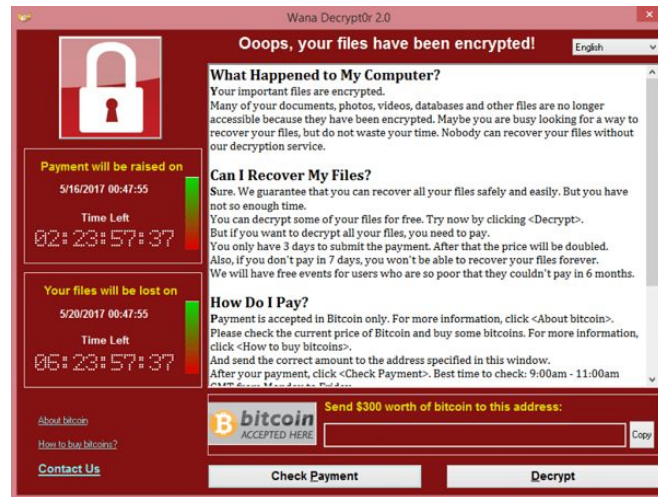 Wana Decrypt0r 2.0
Ooops, your files have been encrypted!
English
What Happened to My Computer?
Your important files are encrypted.
Many of your documents, photos, videos, databases and other files are no longer
accessible because they have been encrypted. Maybe you are busy looking for a way to
recover your files, but do not waste your time. Nobody can recover your files without
our decryption service.
Can I Recover My Files?
Sure. We guarantee that you can recover all your files safely and easily. But you have
not so enough time.
You can decrypt some of your files for free. Try now by clicking <Decrypt>.
But if you want to decrypt all your files, you need to pay.
You only have 3 days to submit the payment. After that the price will be doubled.
Also, if you don't pay in 7 days, you won't be able to recover your files forever.
We will have free events for users who are so poor that they couldn't pay in 6 months.
How Do I Pay?
Payment is accepted in Bitcoin only. For more information, click <About bitcoin>.
Please check the current price of Bitcoin and buy some bitcoins. For more information,
click <How to buy bitcoins>.
And send the correct amount to the address specified in this window.
After your payment, click <Check Payment>. Best time to check: 9:00am - 11:00am
GMT from Monday to Friday.
Payment will be raised on
5/16/2017 00:47:55
Time Left
02:23:57:37
Your files will be lost on
5/20/2017 00:47:55
Time Left
06:23:57:37
About bitcoin
How to buy bitcoins?
Contact Us
bitcoin
ACCEPTED HERE
Send $300 worth of bitcoin to this address:
Copy
Check Payment
Decrypt